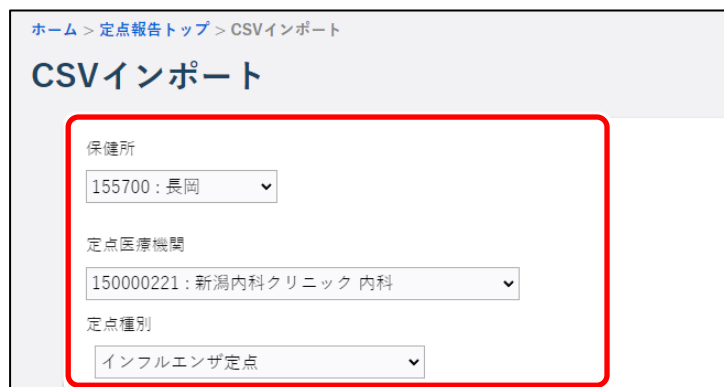 ホーム > 定点報告トップ > CSVインポート
CSVインポート
保健所
155700 : 長岡
定点医療機関
150000221 : 新潟内科クリニック 内科
定点種別
インフルエンザ定点